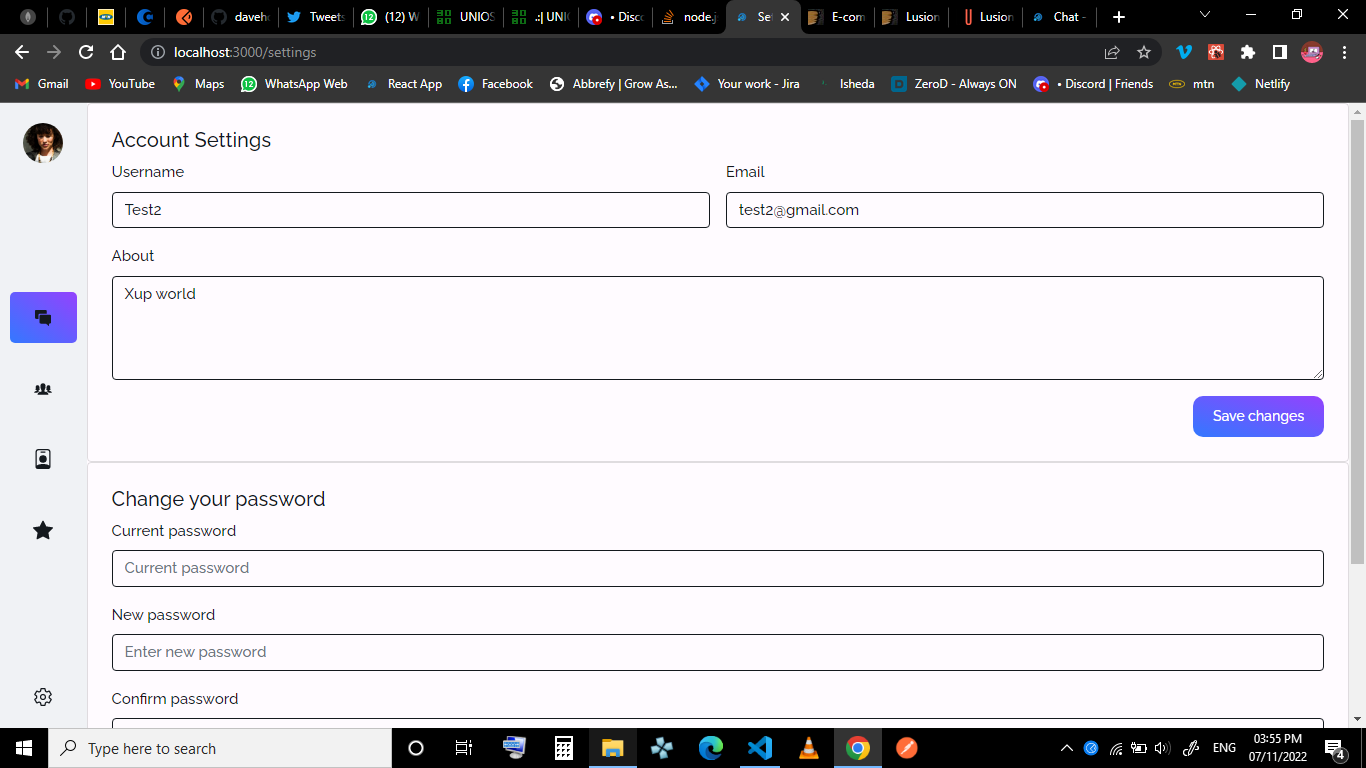 daveho
Tweets
(12) W
UNIOS
.:| UNIO
• Disco
node.j
Se
E-com
Lusion
Lusion
Chat -
localhost:3000/settings
Gmail
YouTube
Maps
WhatsApp Web
React App
Facebook
Abbrefy | Grow As...
Your work - Jira
Isheda
ZeroD - Always ON
• Discord | Friends
mtn
Netlify
Account Settings
Username
Email
Test2
test2@gmail.com
About
Xup world
Save changes
Change your password
Current password
Current password
New password
Enter new password
Confirm password
Type here to search
ENG
03:55 PM
07/11/2022
4